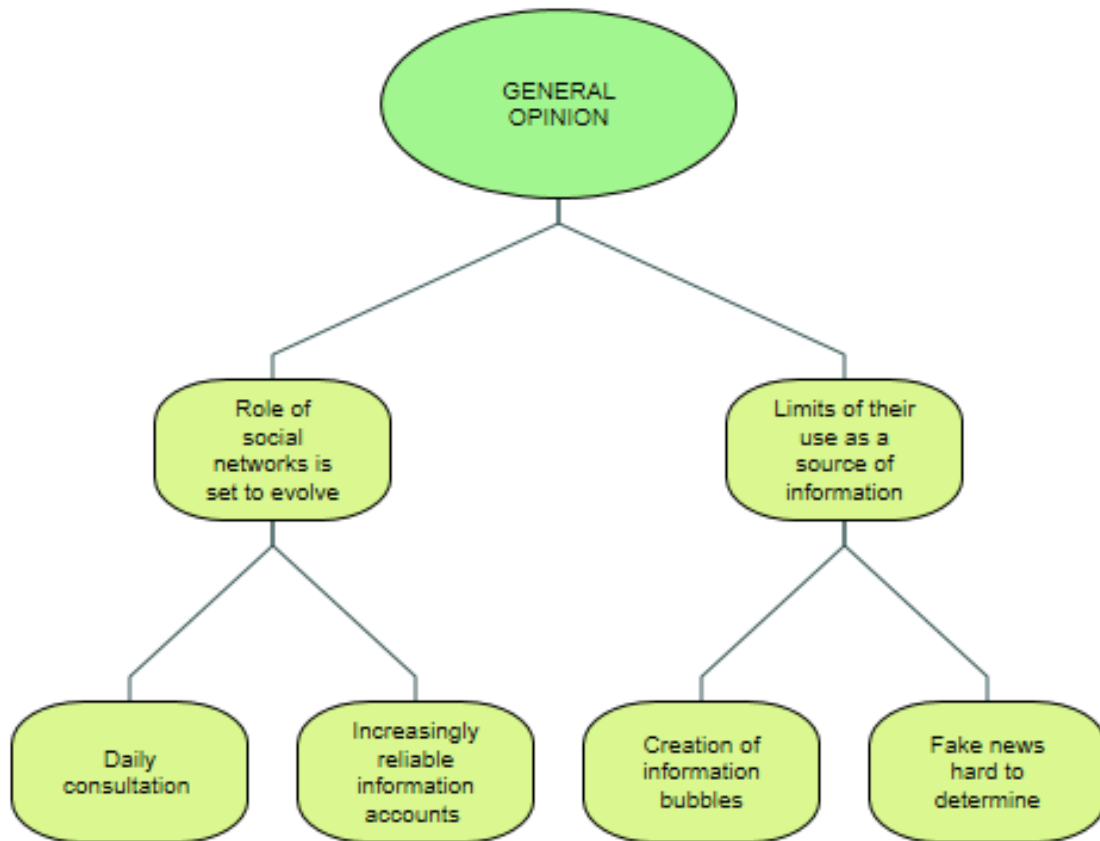 GENERAL
OPINION
Role of
social
networks is
set to evolve
Limits of their
use as a
source of
information
Daily
consultation
Increasingly
reliable
information
accounts
Creation of
information
bubbles
Fake news
hard to
determine